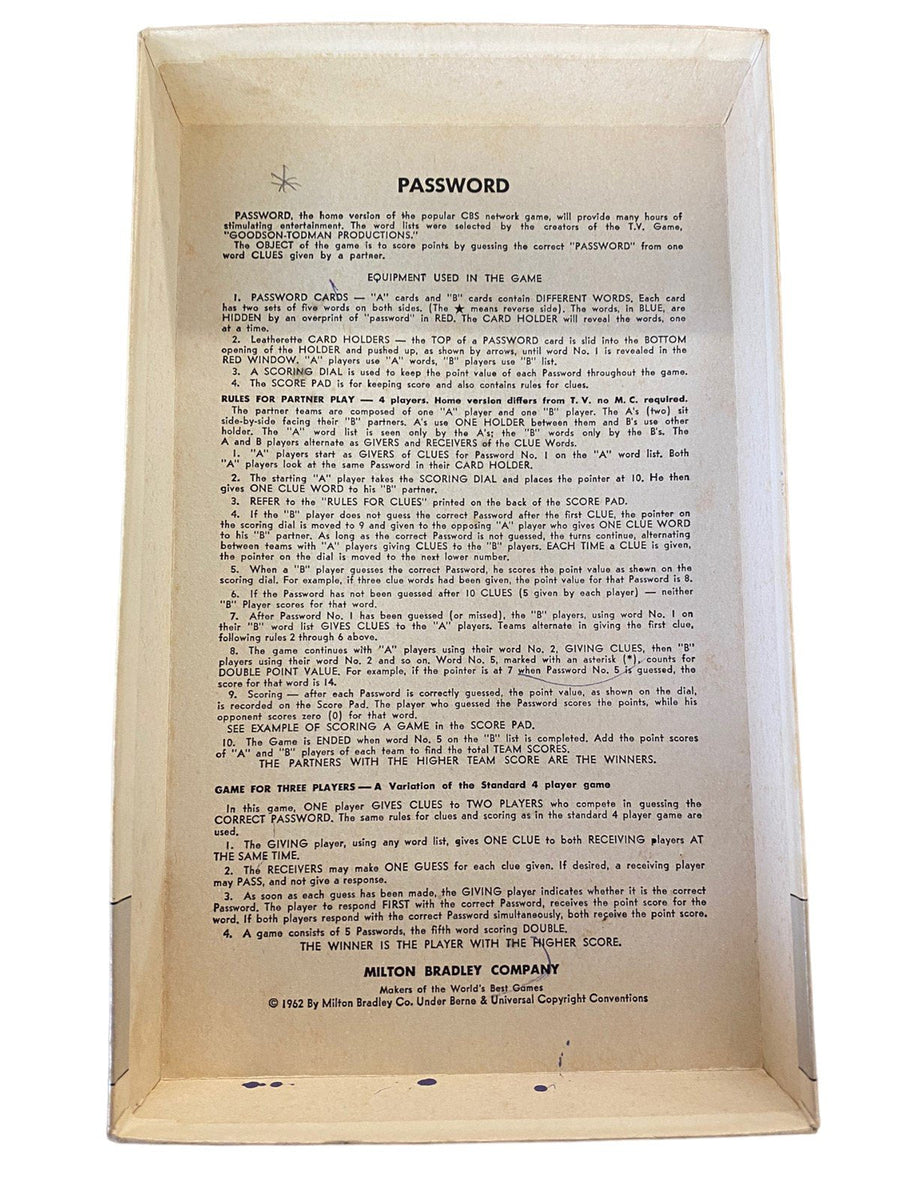 PASSWORD
PASSWORD, the home version of the popular CBS network game, will provide many hours of
stimulating entertainment. The word lists were selected by the creators of the T.V. Game,
"GOODSON-TODMAN PRODUCTIONS."
The OBJECT of the game is to score points by guessing the correct "PASSWORD" from one
word CLUES given by a partner.
EQUIPMENT USED IN THE GAME
1. PASSWORD CARDS — "A" cards and "B" cards contain DIFFERENT WORDS. Each card
has two sets of five words on both sides. (The ★ means reverse side). The words, in BLUE, are
HIDDEN by an overprint of "password" in RED. The CARD HOLDER will reveal the words, one
at a time.
2. Leatherette CARD HOLDERS — the TOP of a PASSWORD card is slid into the BOTTOM
opening of the HOLDER and pushed up, as shown by arrows, until word No. 1 is revealed in the
RED WINDOW. "A" players use "A" words, "B" players use "B" list.
3. A SCORING DIAL is used to keep the point value of each Password throughout the game.
4. The SCORE PAD is for keeping score and also contains rules for clues.
RULES FOR PARTNER PLAY — 4 players. Home version differs from T. V. no M. C. required.
The partner teams are composed of one "A" player and one "B" player. The A's (two) sit
side-by-side facing their "B" partners. A's use ONE HOLDER between them and B's use other
holder. The "A" word list is seen only by the A's; the "B" words only by the B's. The
A and B players alternate as GIVERS and RECEIVERS of the CLUE Words.
1. "A" players start as GIVERS of CLUES for Password No. 1 on the "A" word list. Both
"A" players look at the same Password in their CARD HOLDER.
2. The starting "A" player takes the SCORING DIAL and places the pointer at 10. He then
gives ONE CLUE WORD to his "B" partner.
3. REFER to the "RULES FOR CLUES" printed on the back of the SCORE PAD.
4. If the "B" player does not guess the correct Password after the first CLUE, the pointer on
the scoring dial is moved to 9 and given to the opposing "A" player who gives ONE CLUE WORD
to his "B" partner. As long as the correct Password is not guessed, the turns continue, alternating
between teams with "A" players giving CLUES to the "B" players. EACH TIME a CLUE is given,
the pointer on the dial is moved to the next lower number.
5. When a "B" player guesses the correct Password, he scores the point value as shown on the
scoring dial. For example, if three clue words had been given, the point value for that Password is 8.
6. If the Password has not been guessed after 10 CLUES (5 given by each player) — neither
"B" Player scores for that word.
7. After Password No. 1 has been guessed (or missed), the "B" players, using word No. 1 on
their "B" word list GIVES CLUES to the "A" players. Teams alternate in giving the first clue,
following rules 2 through 6 above.
8. The game continues with "A" players using their word No. 2, GIVING CLUES, then "B"
players using their word No. 2 and so on. Word No. 5, marked with an asterisk (*), counts for
DOUBLE POINT VALUE. For example, if the pointer is at 7 when Password No. 5 is guessed, the
score for that word is 14.
9. Scoring — after each Password is correctly guessed, the point value, as shown on the dial,
is recorded on the Score Pad. The player who guessed the Password scores the points, while his
opponent scores zero (0) for that word.
SEE EXAMPLE OF SCORING A GAME in the SCORE PAD.
10. The Game is ENDED when word No. 5 on the "B" list is completed. Add the point scores
of "A" and "B" players of each team to find the total TEAM SCORES.
THE PARTNERS WITH THE HIGHER TEAM SCORE ARE THE WINNERS.
GAME FOR THREE PLAYERS — A Variation of the Standard 4 player game
In this game, ONE player GIVES CLUES to TWO PLAYERS who compete in guessing the
CORRECT PASSWORD. The same rules for clues and scoring as in the standard 4 player game are
used.
1. The GIVING player, using any word list, gives ONE CLUE to both RECEIVING players AT
THE SAME TIME.
2. The RECEIVERS may make ONE GUESS for each clue given. If desired, a receiving player
may PASS, and not give a response.
3. As soon as each guess has been made, the GIVING player indicates whether it is the correct
Password. The player to respond FIRST with the correct Password, receives the point score for the
word. If both players respond with the correct Password simultaneously, both receive the point score.
4. A game consists of 5 Passwords, the fifth word scoring DOUBLE.
THE WINNER IS THE PLAYER WITH THE HIGHER SCORE.
MILTON BRADLEY COMPANY
Makers of the World's Best Games
© 1962 By Milton Bradley Co. Under Berne & Universal Copyright Conventions